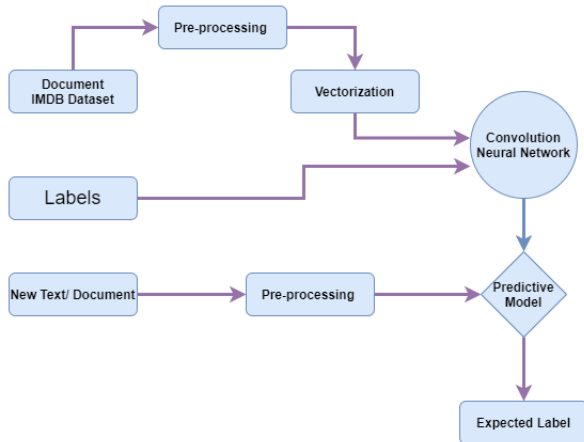 Pre-processing
Document
IMDB Dataset
Vectorization
Convolution
Neural Network
Labels
New Text/ Document
Pre-processing
Predictive
Model
Expected Label